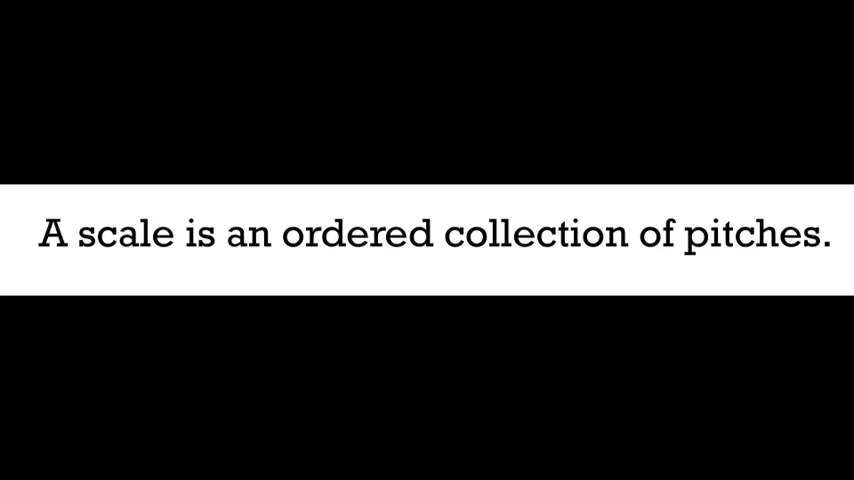 A scale is an ordered collection of pitches.